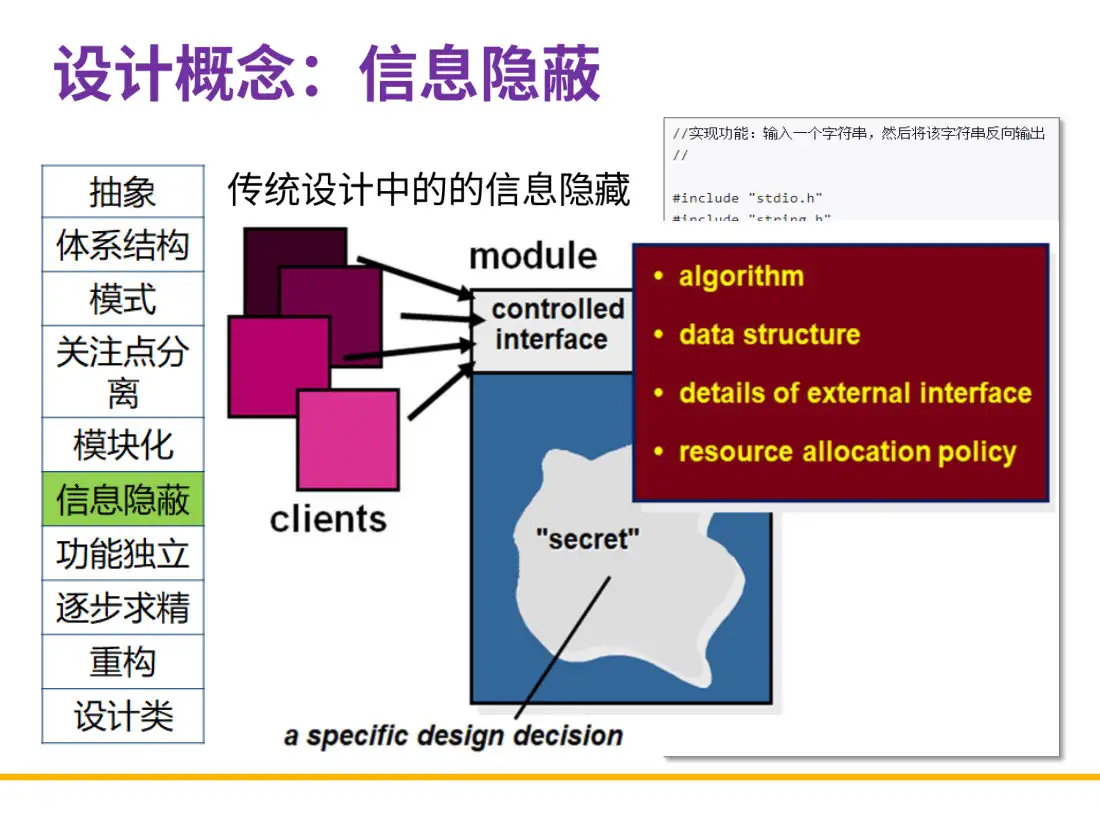 设计概念：信息隐蔽
抽象
体系结构
模式
关注点分
离
模块化
信息隐蔽
功能独立
逐步求精
重构
设计类
传统设计中的的信息隐藏
//实现功能：输入一个字符串，然后将该字符串反向输出
//
#include "stdio.h"
#include "string.h"
module
controlled
interface
• algorithm
• data structure
• details of external interface
• resource allocation policy
clients
"secret"
a specific design decision